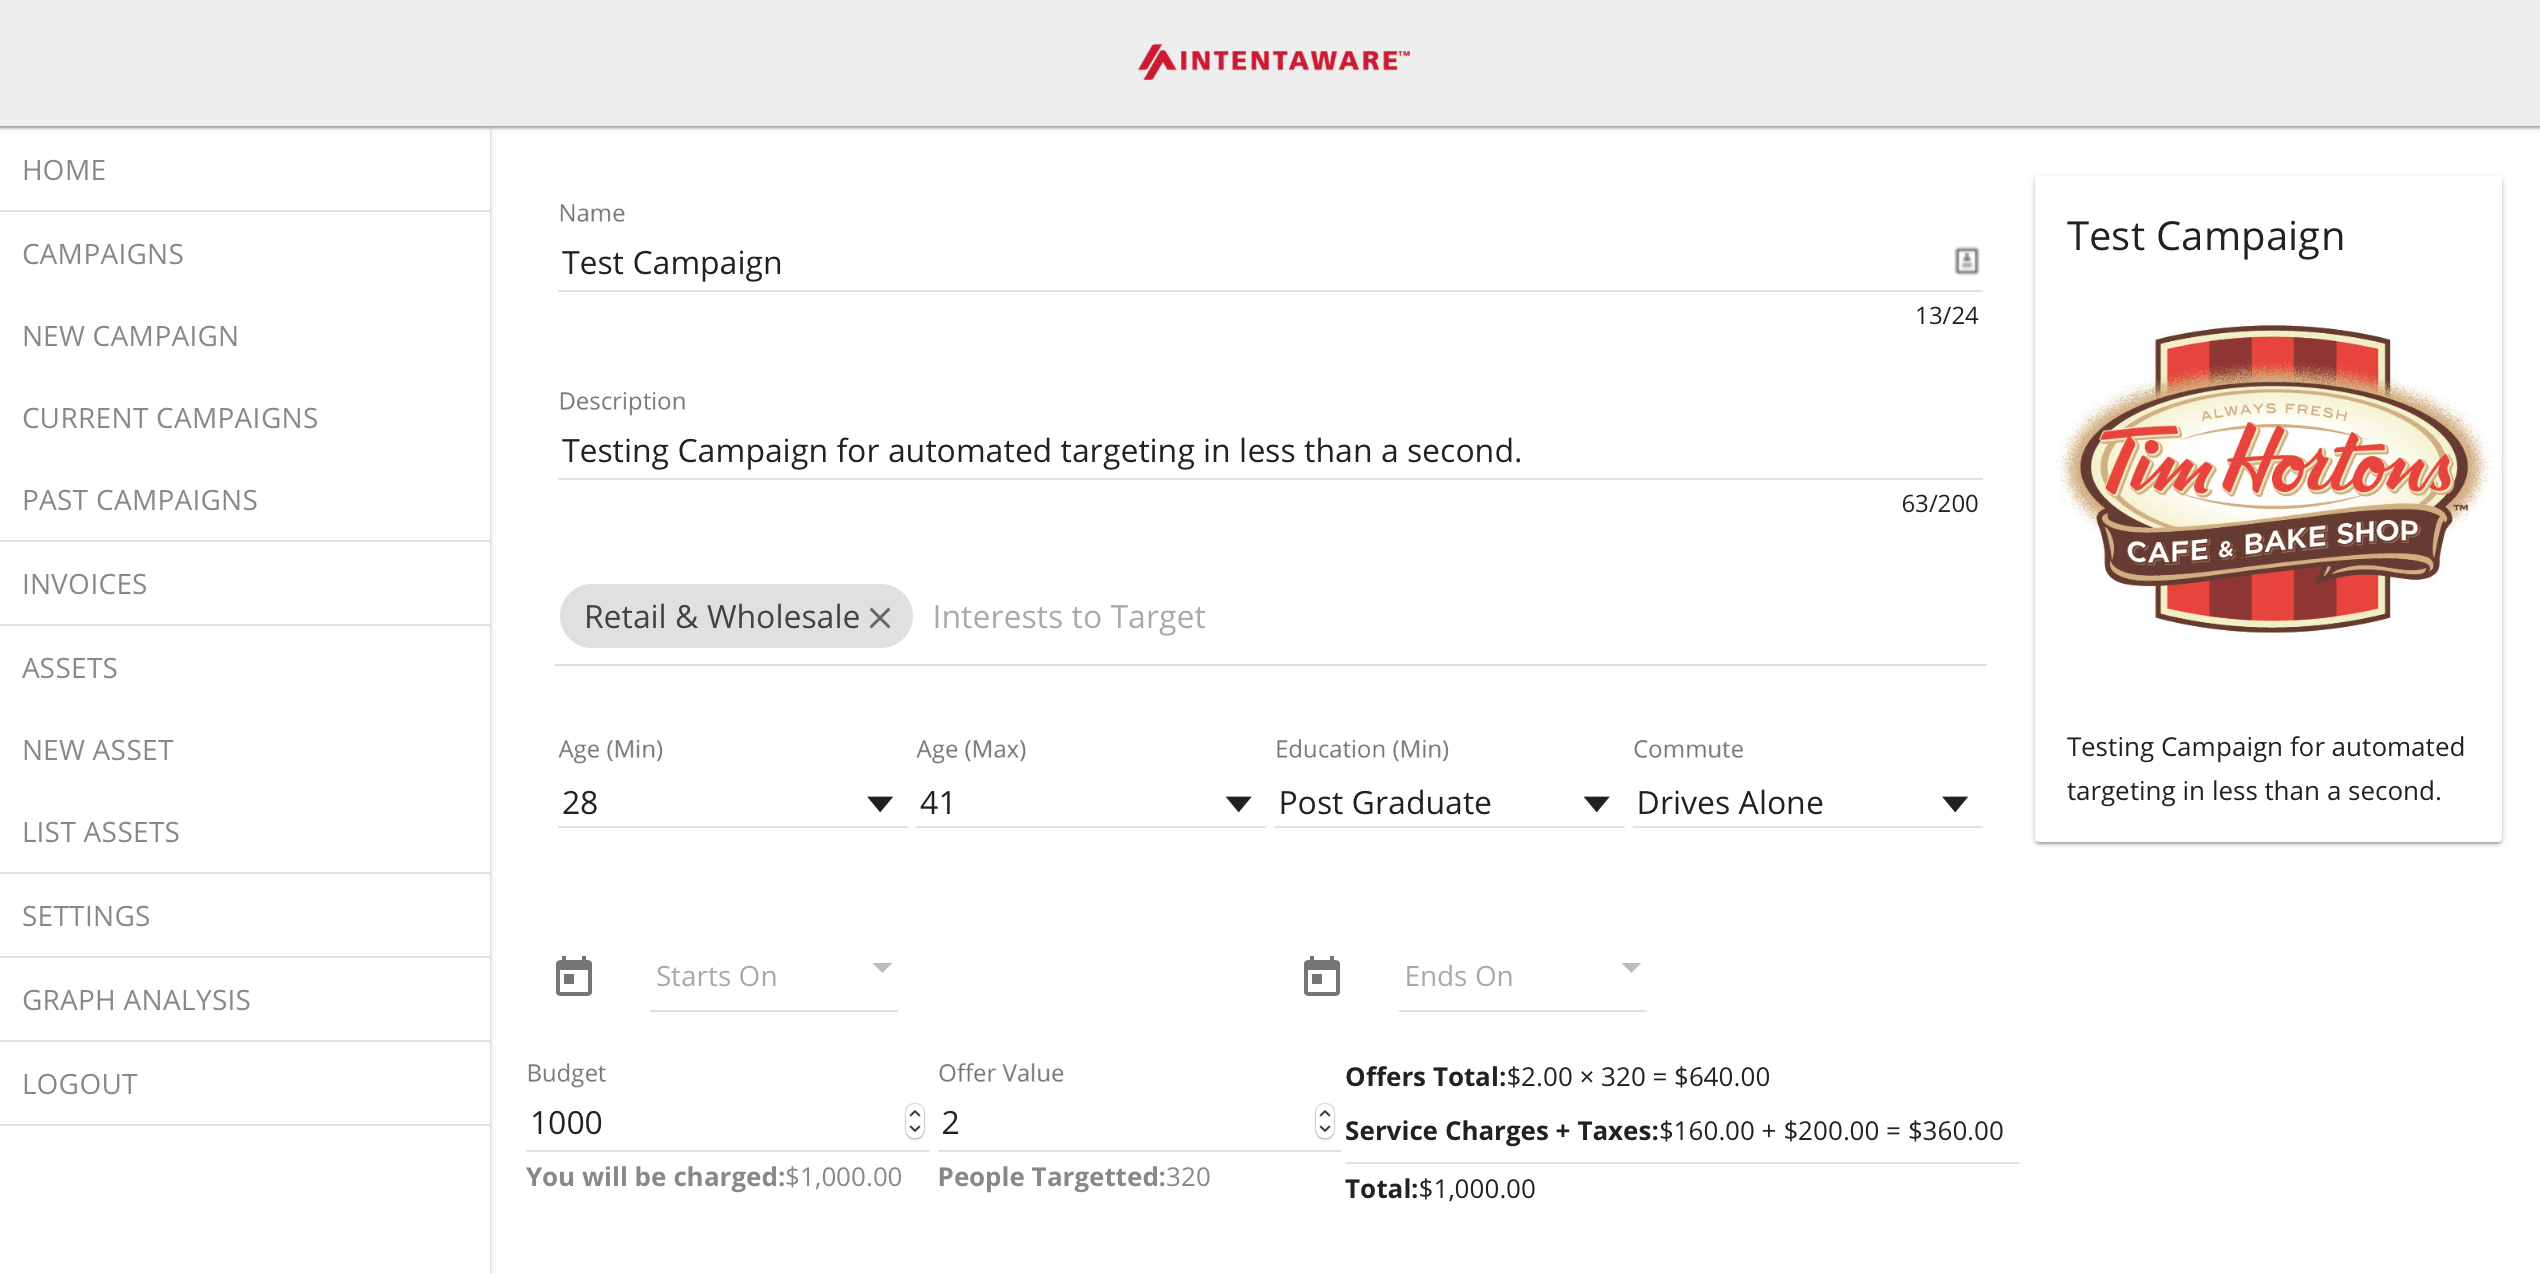 INTENTAWARE™
HOME
CAMPAIGNS
NEW CAMPAIGN
CURRENT CAMPAIGNS
PAST CAMPAIGNS
INVOICES
ASSETS
NEW ASSET
LIST ASSETS
SETTINGS
GRAPH ANALYSIS
LOGOUT
Name
Test Campaign
13/24
Description
Testing Campaign for automated targeting in less than a second.
63/200
Retail & Wholesale Interests to Target
Age (Min) Age (Max) Education (Min) Commute
28 41 Post Graduate Drives Alone
Starts On Ends On
Budget Offer Value
1000 2
You will be charged:$1,000.00 People Targetted:320
Offers Total:$2.00 × 320 = $640.00
Service Charges + Taxes:$160.00 + $200.00 = $360.00
Total:$1,000.00
Test Campaign
ALWAYS FRESH
Tim Hortons™
CAFE & BAKE SHOP
Testing Campaign for automated
targeting in less than a second.